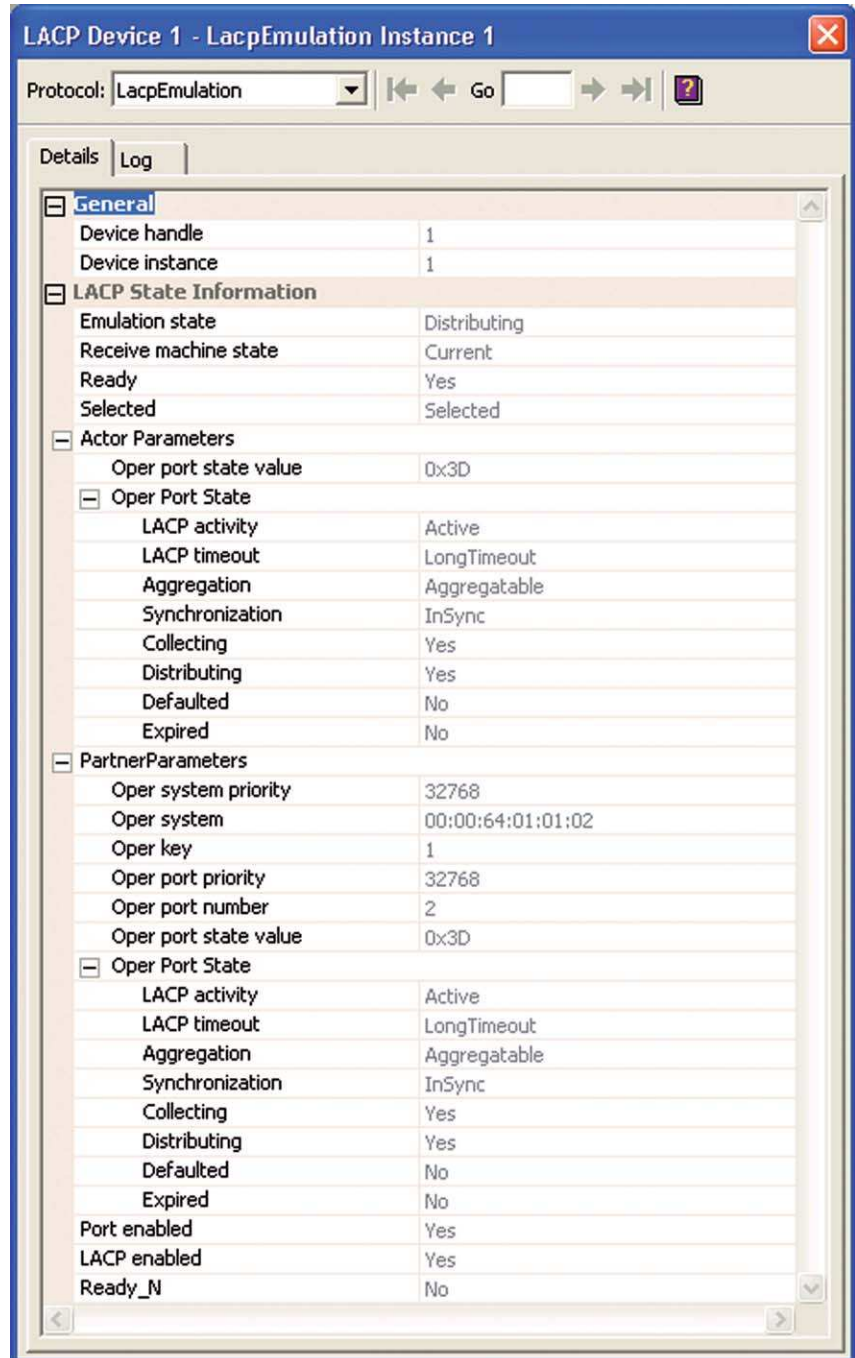 LACP Device 1 - LacpEmulation Instance 1
Protocol: LacpEmulation Go
Details Log
General
Device handle 1
Device instance 1
LACP State Information
Emulation state Distributing
Receive machine state Current
Ready Yes
Selected Selected
Actor Parameters
Oper port state value 0x3D
Oper Port State
LACP activity Active
LACP timeout LongTimeout
Aggregation Aggregatable
Synchronization InSync
Collecting Yes
Distributing Yes
Defaulted No
Expired No
PartnerParameters
Oper system priority 32768
Oper system 00:00:64:01:01:02
Oper key 1
Oper port priority 32768
Oper port number 2
Oper port state value 0x3D
Oper Port State
LACP activity Active
LACP timeout LongTimeout
Aggregation Aggregatable
Synchronization InSync
Collecting Yes
Distributing Yes
Defaulted No
Expired No
Port enabled Yes
LACP enabled Yes
Ready_N No